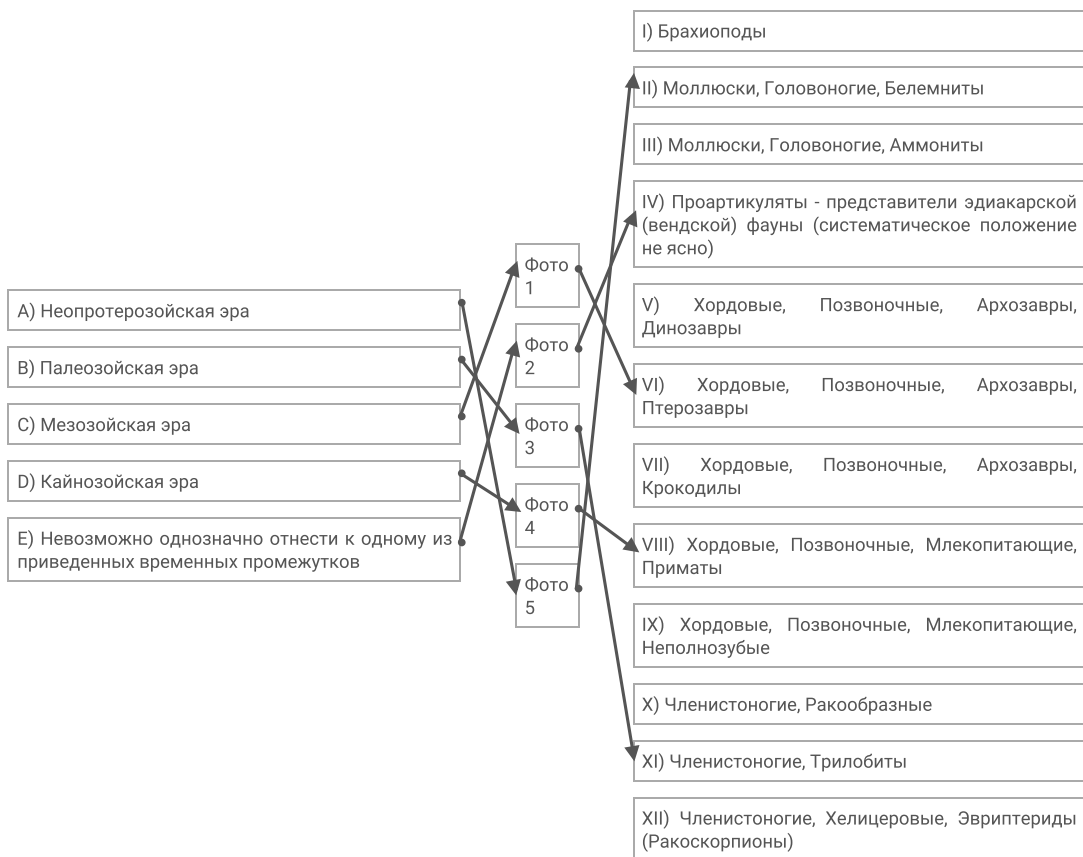 A) Неопротерозойская эра
B) Палеозойская эра
C) Мезозойская эра
D) Кайнозойская эра
E) Невозможно однозначно отнести к одному из
приведенных временных промежутков
Фото
1
Фото
2
Фото
3
Фото
4
Фото
5
I) Брахиоподы
II) Моллюски, Головоногие, Белемниты
III) Моллюски, Головоногие, Аммониты
IV) Проартикуляты - представители эдиакарской
(вендской) фауны (систематическое положение
не ясно)
V) Хордовые, Позвоночные, Архозавры,
Динозавры
VI) Хордовые, Позвоночные, Архозавры,
Птерозавры
VII) Хордовые, Позвоночные, Архозавры,
Крокодилы
VIII) Хордовые, Позвоночные, Млекопитающие,
Приматы
IX) Хордовые, Позвоночные, Млекопитающие,
Неполнозубые
X) Членистоногие, Ракообразные
XI) Членистоногие, Трилобиты
XII) Членистоногие, Хелицеровые, Эвриптериды
(Ракоскорпионы)